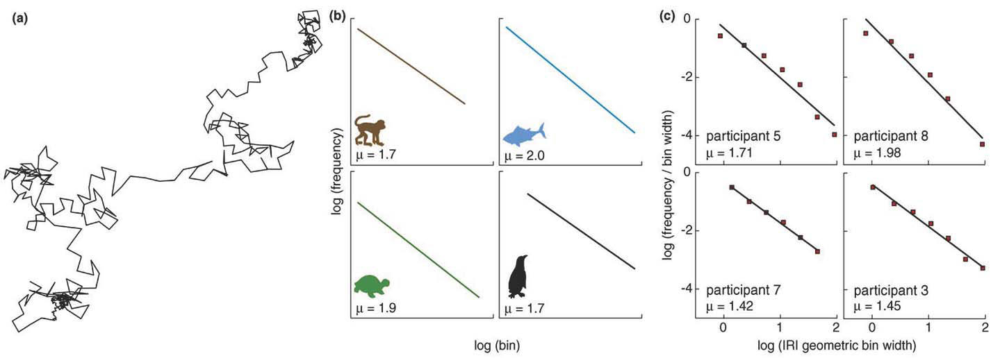 (a)
(b)
log (frequency)
μ = 1.7
μ = 2.0
μ = 1.9
μ = 1.7
log (bin)
(c)
log (frequency / bin width)
0
-2
-4
participant 5
μ = 1.71
participant 8
μ = 1.98
0
-2
-4
participant 7
μ = 1.42
participant 3
μ = 1.45
0 1 2
0 1 2
log (IRI geometric bin width)